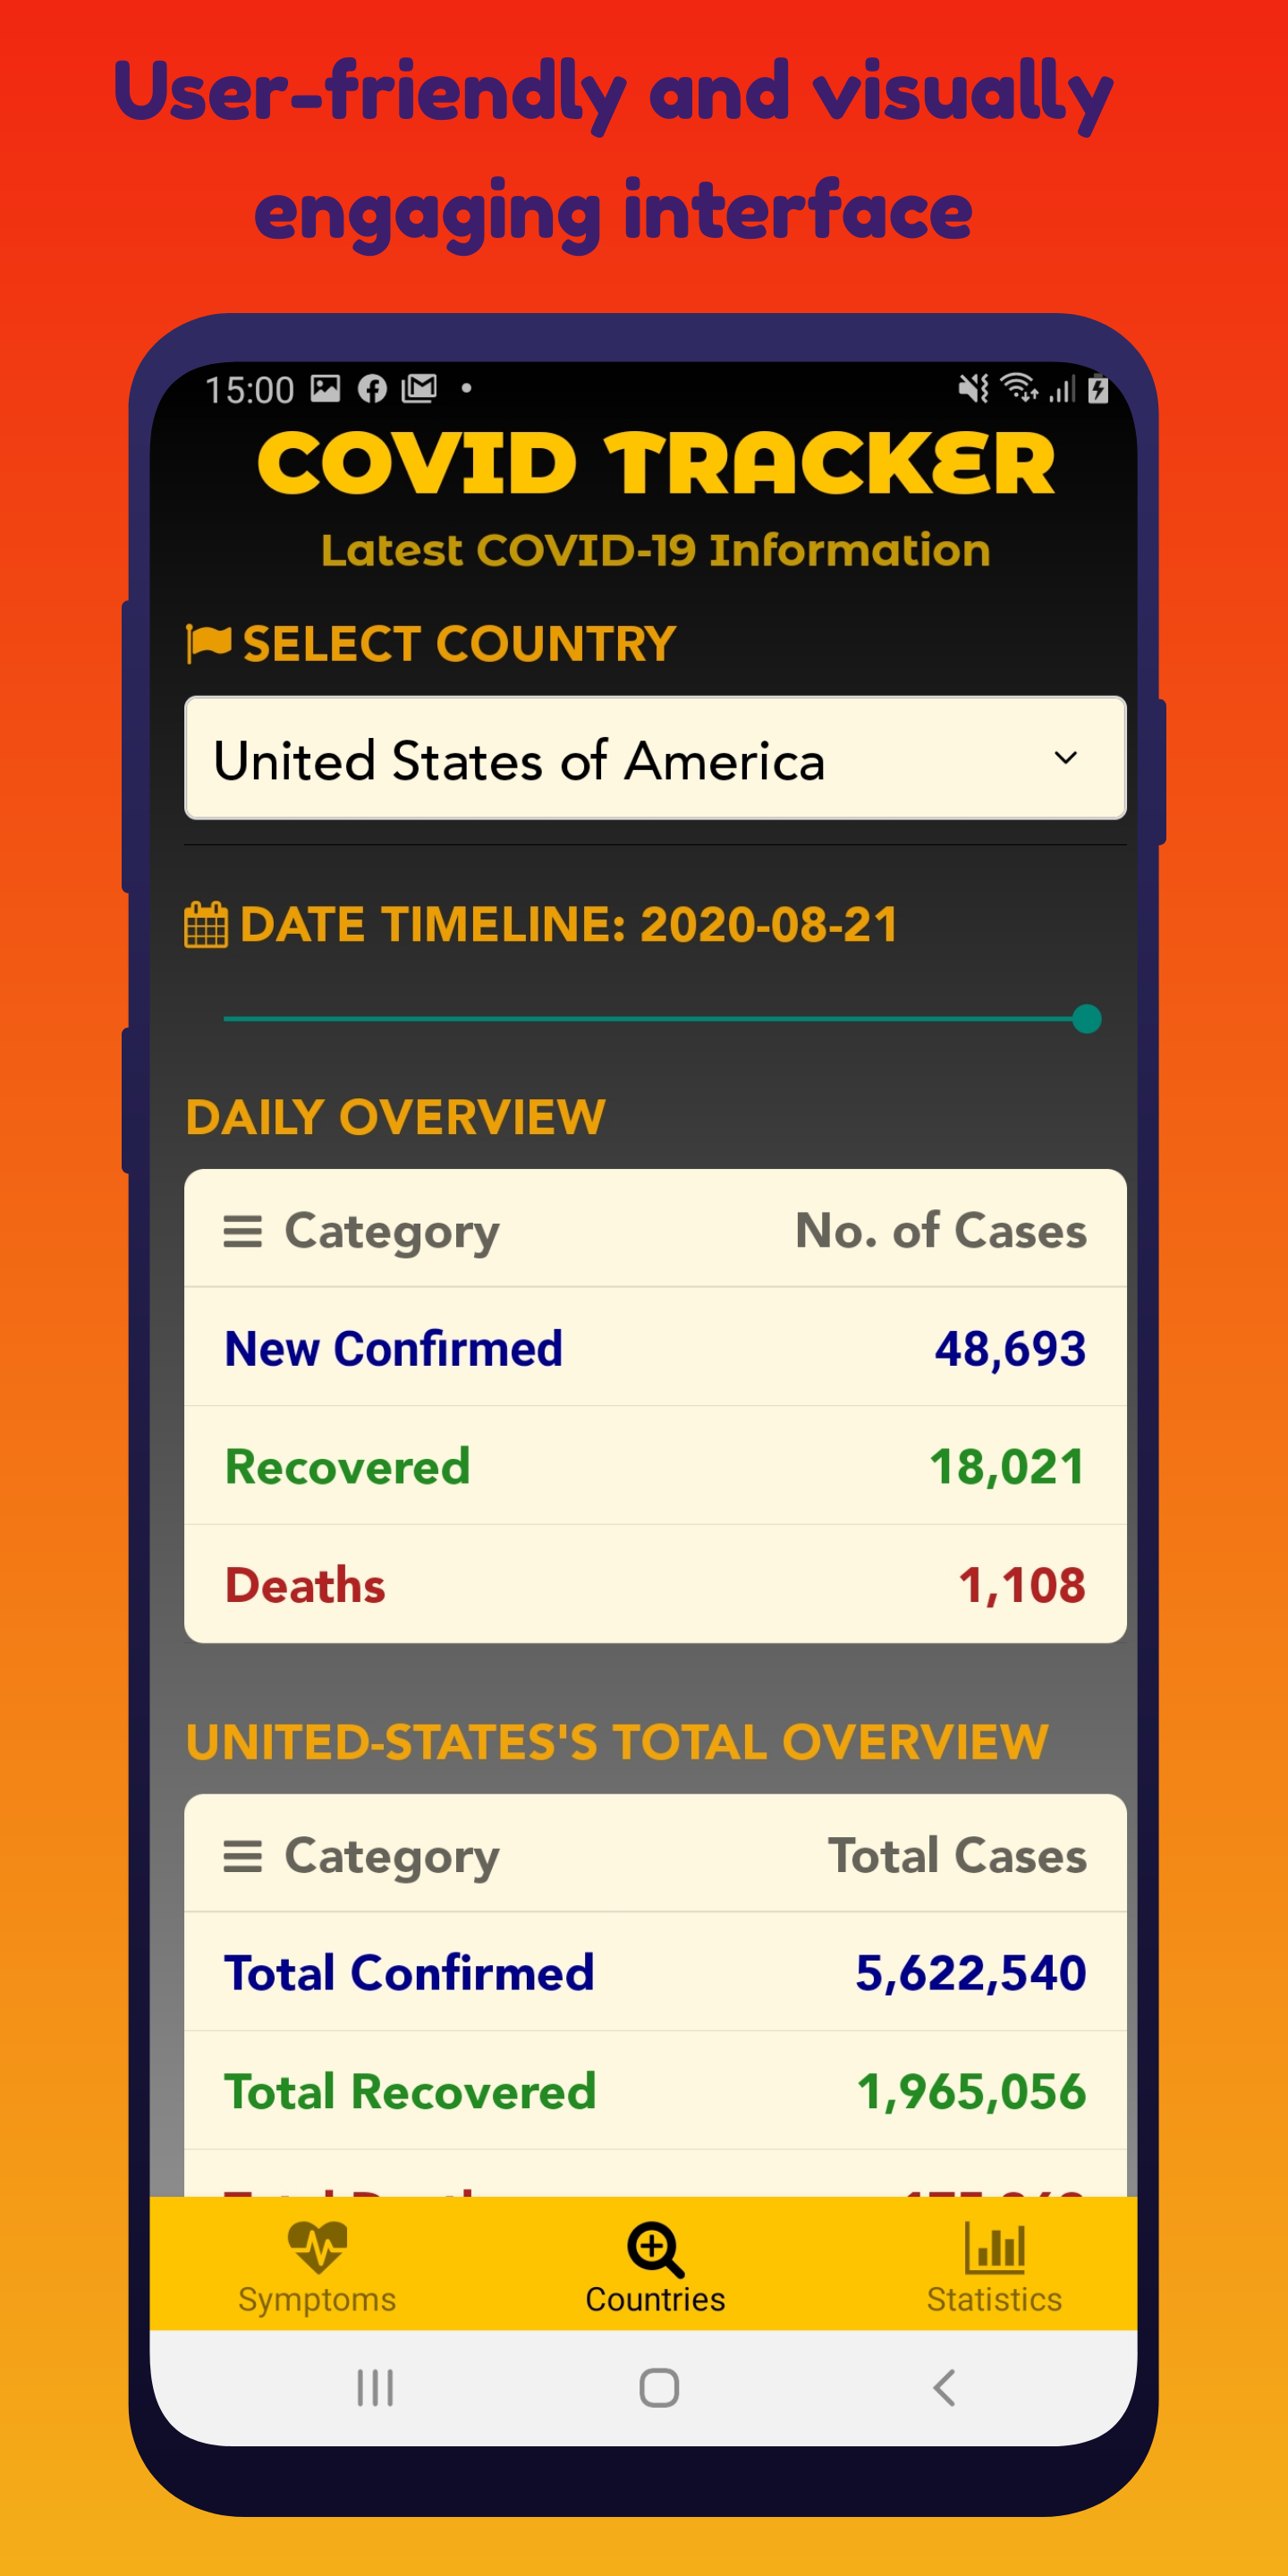 User-friendly and visually
engaging interface
15:00
COVID TRACKER
Latest COVID-19 Information
SELECT COUNTRY
United States of America
DATE TIMELINE: 2020-08-21
DAILY OVERVIEW
Category No. of Cases
New Confirmed 48,693
Recovered 18,021
Deaths 1,108
UNITED-STATES'S TOTAL OVERVIEW
Category Total Cases
Total Confirmed 5,622,540
Total Recovered 1,965,056
Symptoms Countries Statistics